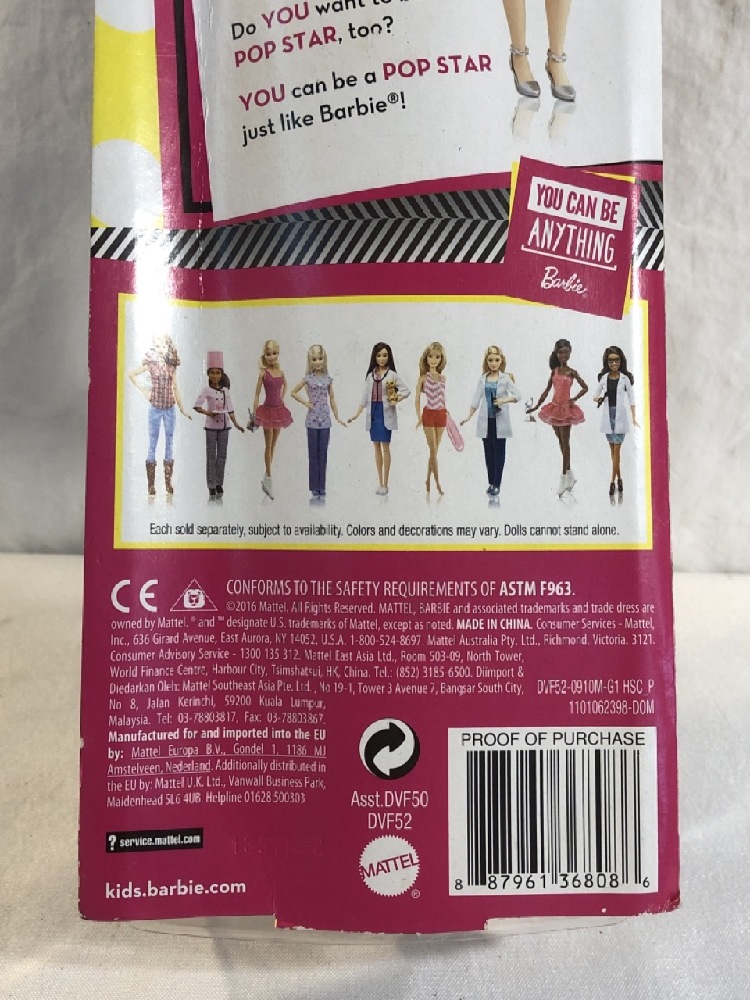 Do YOU want
POP STAR, too?
YOU can be a POP STAR
just like Barbie®!
YOU CAN BE
ANYTHING
Barbie
Each sold separately, subject to availability. Colors and decorations may vary. Dolls cannot stand alone.
CE
CONFORMS TO THE SAFETY REQUIREMENTS OF ASTM F963.
©2016 Mattel. All Rights Reserved. MATTEL, BARBIE and associated trademarks and trade dress are
owned by Mattel. ® and ™ designate U.S. trademarks of Mattel, except as noted. MADE IN CHINA. Consumer Services - Mattel,
Inc., 636 Girard Avenue, East Aurora, NY 14052, U.S.A. 1-800-524-8697. Mattel Australia Pty. Ltd., Richmond. Victoria. 3121.
Consumer Advisory Service - 1300 135 312. Mattel East Asia Ltd., Room 503-09, North Tower,
World Finance Centre, Harbour City, Tsimshatsui, HK, China. Tel.: (852) 3185-6500. Diimport &
Diedarkan Oleh: Mattel Southeast Asia Pte. Ltd., No 19-1, Tower 3 Avenue 7, Bangsar South City,
No 8, Jalan Kerinchi, 59200 Kuala Lumpur,
Malaysia. Tel: 03-78803817, Fax: 03-78803867.
Manufactured for and imported into the EU
by: Mattel Europa B.V., Gondel 1, 1186 MJ
Amstelveen, Nederland. Additionally distributed in
the EU by: Mattel U.K. Ltd., Vanwall Business Park,
Maidenhead SL6 4UB. Helpline 01628 500303
DVF52-0910M-G1 HSC P
1101062398-DOM
? service.mattel.com
kids.barbie.com
Asst.DVF50
DVF52
MATTEL
®
PROOF OF PURCHASE
8 87961 36808 6